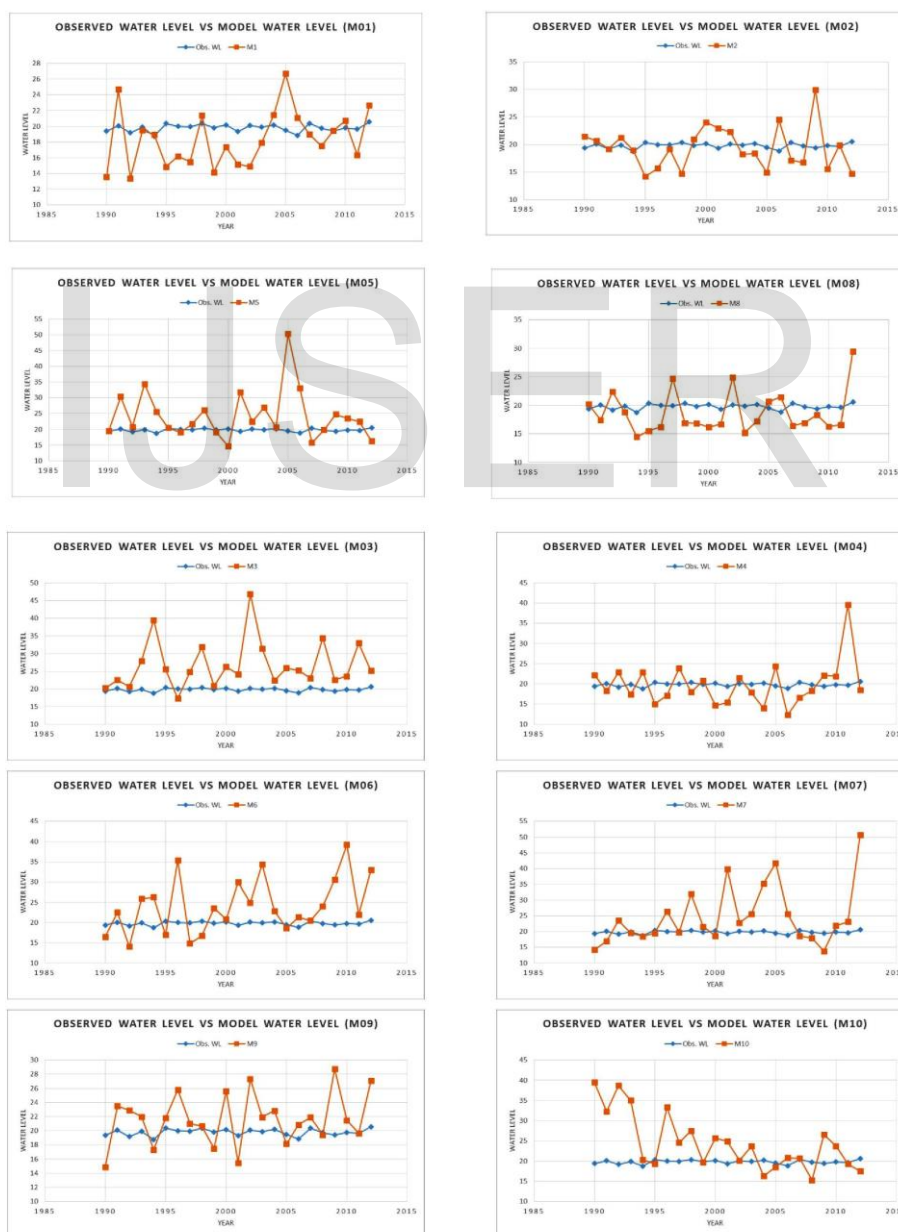 OBSERVED WATER LEVEL VS MODEL WATER LEVEL (M01)
Obs. WL M1
28
26
24
22
20
18
16
14
12
10
WATER LEVEL
1985 1990 1995 2000 2005 2010 2015
YEAR
OBSERVED WATER LEVEL VS MODEL WATER LEVEL (M02)
Obs. WL M2
35
30
25
20
15
10
WATER LEVEL
1985 1990 1995 2000 2005 2010 2015
YEAR
OBSERVED WATER LEVEL VS MODEL WATER LEVEL (M05)
Obs. WL M5
55
50
45
40
35
30
25
20
15
10
WATER LEVEL
1985 1990 1995 2000 2005 2010 2015
YEAR
OBSERVED WATER LEVEL VS MODEL WATER LEVEL (M08)
Obs. WL M8
35
30
25
20
15
10
WATER LEVEL
1985 1990 1995 2000 2005 2010 2015
YEAR
IJSER
OBSERVED WATER LEVEL VS MODEL WATER LEVEL (M03)
Obs. WL M3
50
45
40
35
30
25
20
15
10
WATER LEVEL
1985 1990 1995 2000 2005 2010 2015
YEAR
OBSERVED WATER LEVEL VS MODEL WATER LEVEL (M04)
Obs. WL M4
45
40
35
30
25
20
15
10
WATER LEVEL
1985 1990 1995 2000 2005 2010 2015
YEAR
OBSERVED WATER LEVEL VS MODEL WATER LEVEL (M06)
Obs. WL M6
45
40
35
30
25
20
15
10
WATER LEVEL
1985 1990 1995 2000 2005 2010 2015
YEAR
OBSERVED WATER LEVEL VS MODEL WATER LEVEL (M07)
Obs. WL M7
55
50
45
40
35
30
25
20
15
10
WATER LEVEL
1985 1990 1995 2000 2005 2010 2015
YEAR
OBSERVED WATER LEVEL VS MODEL WATER LEVEL (M09)
Obs. WL M9
30
28
26
24
22
20
18
16
14
12
10
WATER LEVEL
1985 1990 1995 2000 2005 2010 2015
YEAR
OBSERVED WATER LEVEL VS MODEL WATER LEVEL (M10)
Obs. WL M10
45
40
35
30
25
20
15
10
WATER LEVEL
1985 1990 1995 2000 2005 2010 2015
YEAR